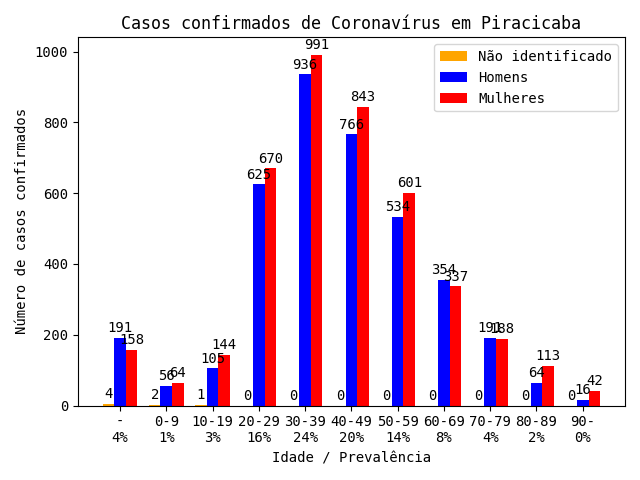 Casos confirmados de Coronavírus em Piracicaba
Não identificado
Homens
Mulheres
Número de casos confirmados
1000
800
600
400
200
0
4 191 158
2 56 64
1 105 144
0 625 670
0 936 991
0 766 843
0 534 601
0 354 337
0 191 188
0 64 113
0 16 42
- 0-9 10-19 20-29 30-39 40-49 50-59 60-69 70-79 80-89 90-
4% 1% 3% 16% 24% 20% 14% 8% 4% 2% 0%
Idade / Prevalência